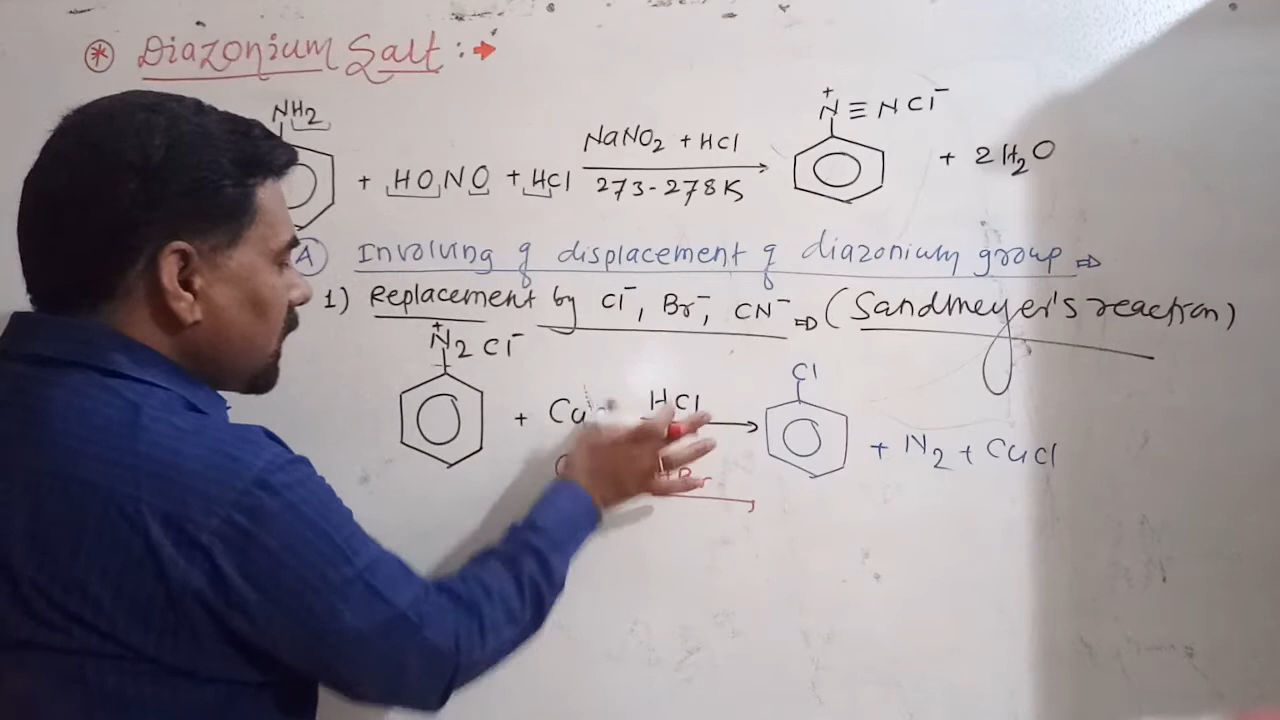 * Diazonium Salt :→
NH2 + HONO + HCl NaNO2 + HCl 273-278K N⁺≡NCl⁻ + 2H2O
A Involving of displacement of diazonium group ⇒
1) Replacement by Cl⁻, Br⁻, CN⁻ ⇒ (Sandmeyer's reaction)
N⁺2Cl⁻ + Cu HCl → Cl + N2 + CuCl